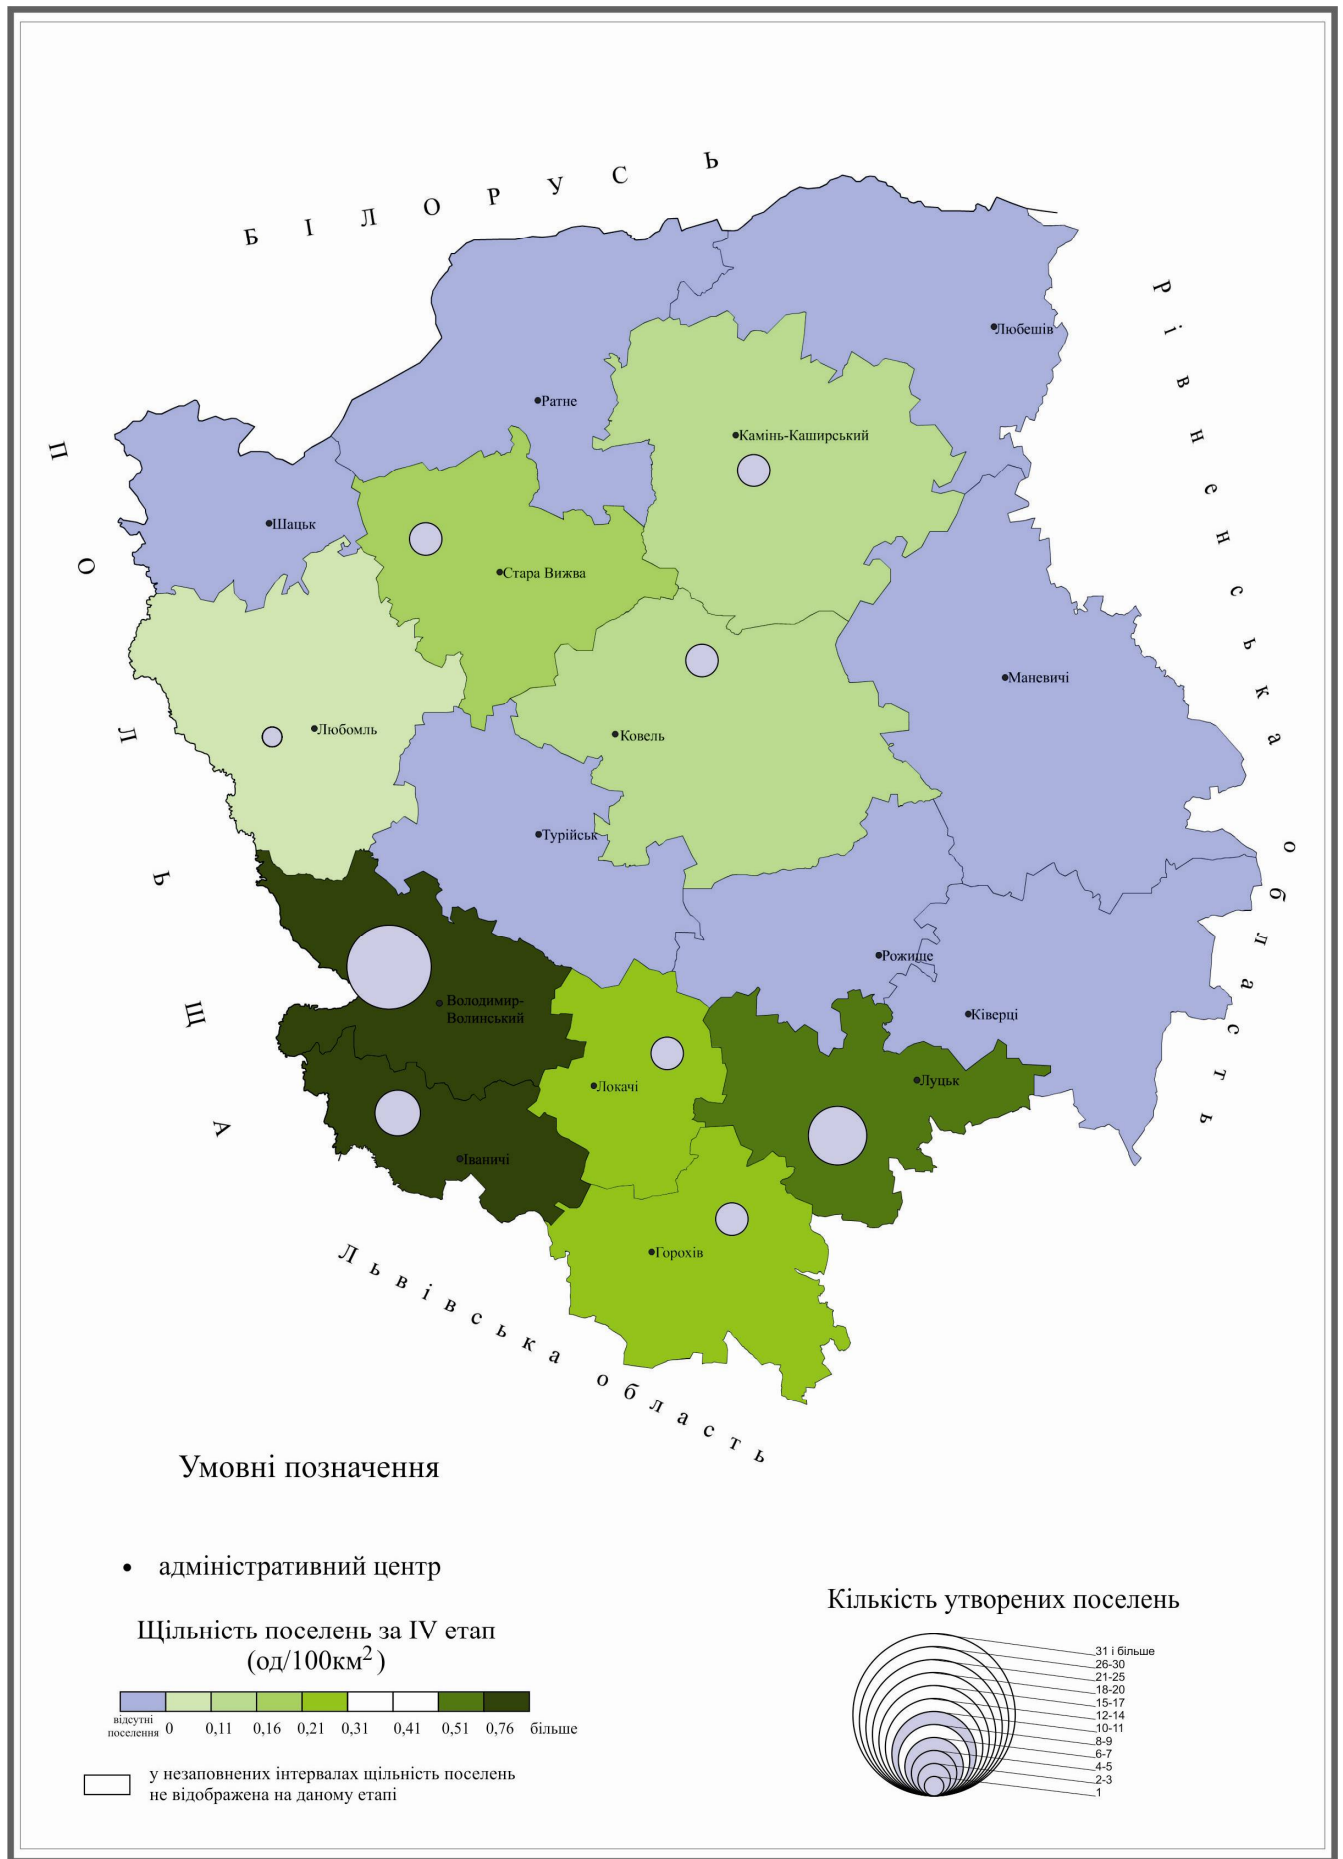 Б І Л О Р У С Ь
П О Л Ь Щ А
Р і в н е н с ь к а о б л а с т ь
Любешів
Ратне
Камінь-Каширський
Шацьк
Стара Вижва
Маневичі
Любомль
Ковель
Турійськ
Рожище
Володимир-
Волинський
Ківерці
Локачі
Луцьк
Іваничі
Горохів
Л ь в і в с ь к а о б л а с т ь
Умовні позначення
адміністративний центр
Щільність поселень за IV етап
(од/100км²)
відсутні
поселення
0 0,11 0,16 0,21 0,31 0,41 0,51 0,76 більше
у незаповнених інтервалах щільність поселень
не відображена на даному етапі
Кількість утворених поселень
31 і більше
26-30
21-25
18-20
15-17
12-14
10-11
8-9
6-7
4-5
2-3
1